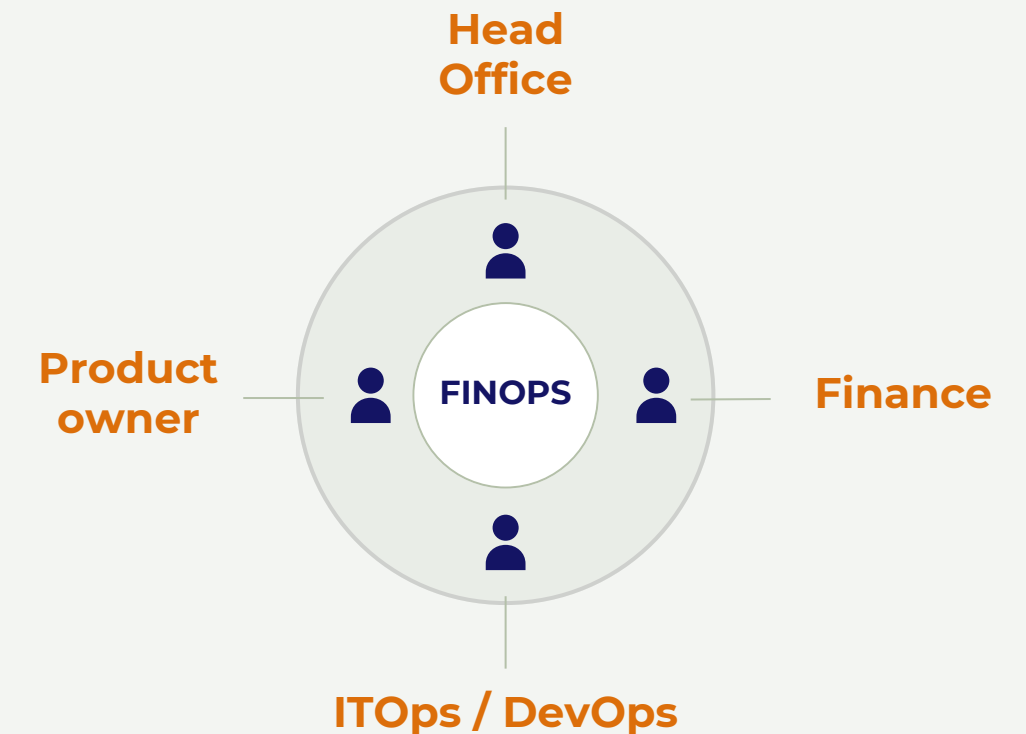 Head
Office
Product
owner
FINOPS
Finance
ITOps / DevOps